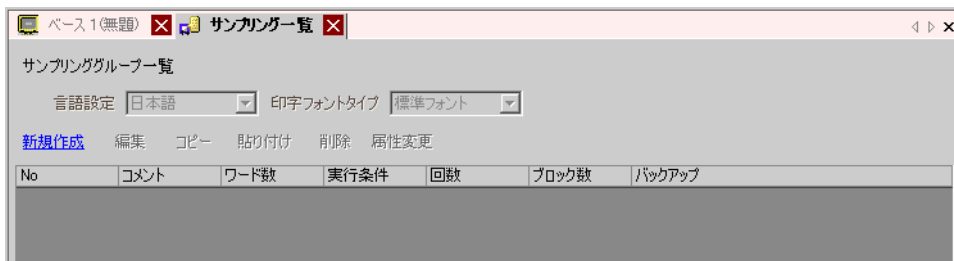 ベース1(無題) サンプリング一覧
サンプリンググループ一覧
言語設定 日本語 印字フォントタイプ 標準フォント
新規作成 編集 コピー 貼り付け 削除 属性変更
No コメント ワード数 実行条件 回数 ブロック数 バックアップ